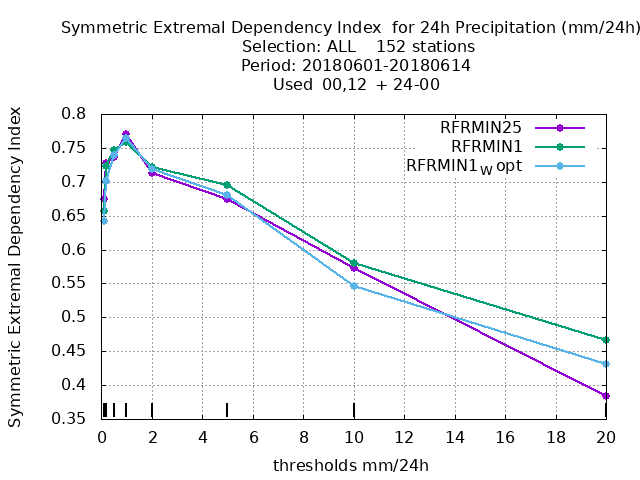 Symmetric Extremal Dependency Index  for 24h Precipitation (mm/24h)
Selection: ALL    152 stations
Period: 20180601-20180614
Used  00,12  + 24-00
Symmetric Extremal Dependency Index
0.8
0.75
0.7
0.65
0.6
0.55
0.5
0.45
0.4
0.35
RFRMIN25
RFRMIN1
RFRMIN1W opt
0 2 4 6 8 10 12 14 16 18 20
thresholds mm/24h